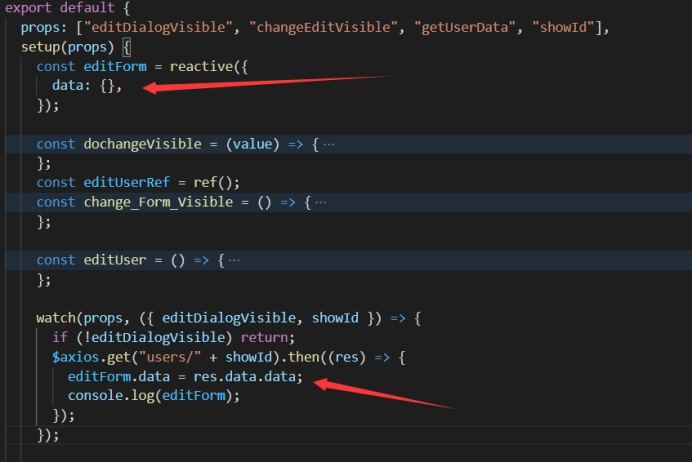 export default {
  props: ["editDialogVisible", "changeEditVisible", "getUserData", "showId"],
  setup(props) {
    const editForm = reactive({
      data: {},
    });
    const dochangeVisible = (value) => { ···
    };
    const editUserRef = ref();
    const change_Form_Visible = () => { ···
    };
    const editUser = () => { ···
    };
    watch(props, ({ editDialogVisible, showId }) => {
      if (!editDialogVisible) return;
      $axios.get("users/" + showId).then((res) => {
        editForm.data = res.data.data;
        console.log(editForm);
      });
    });